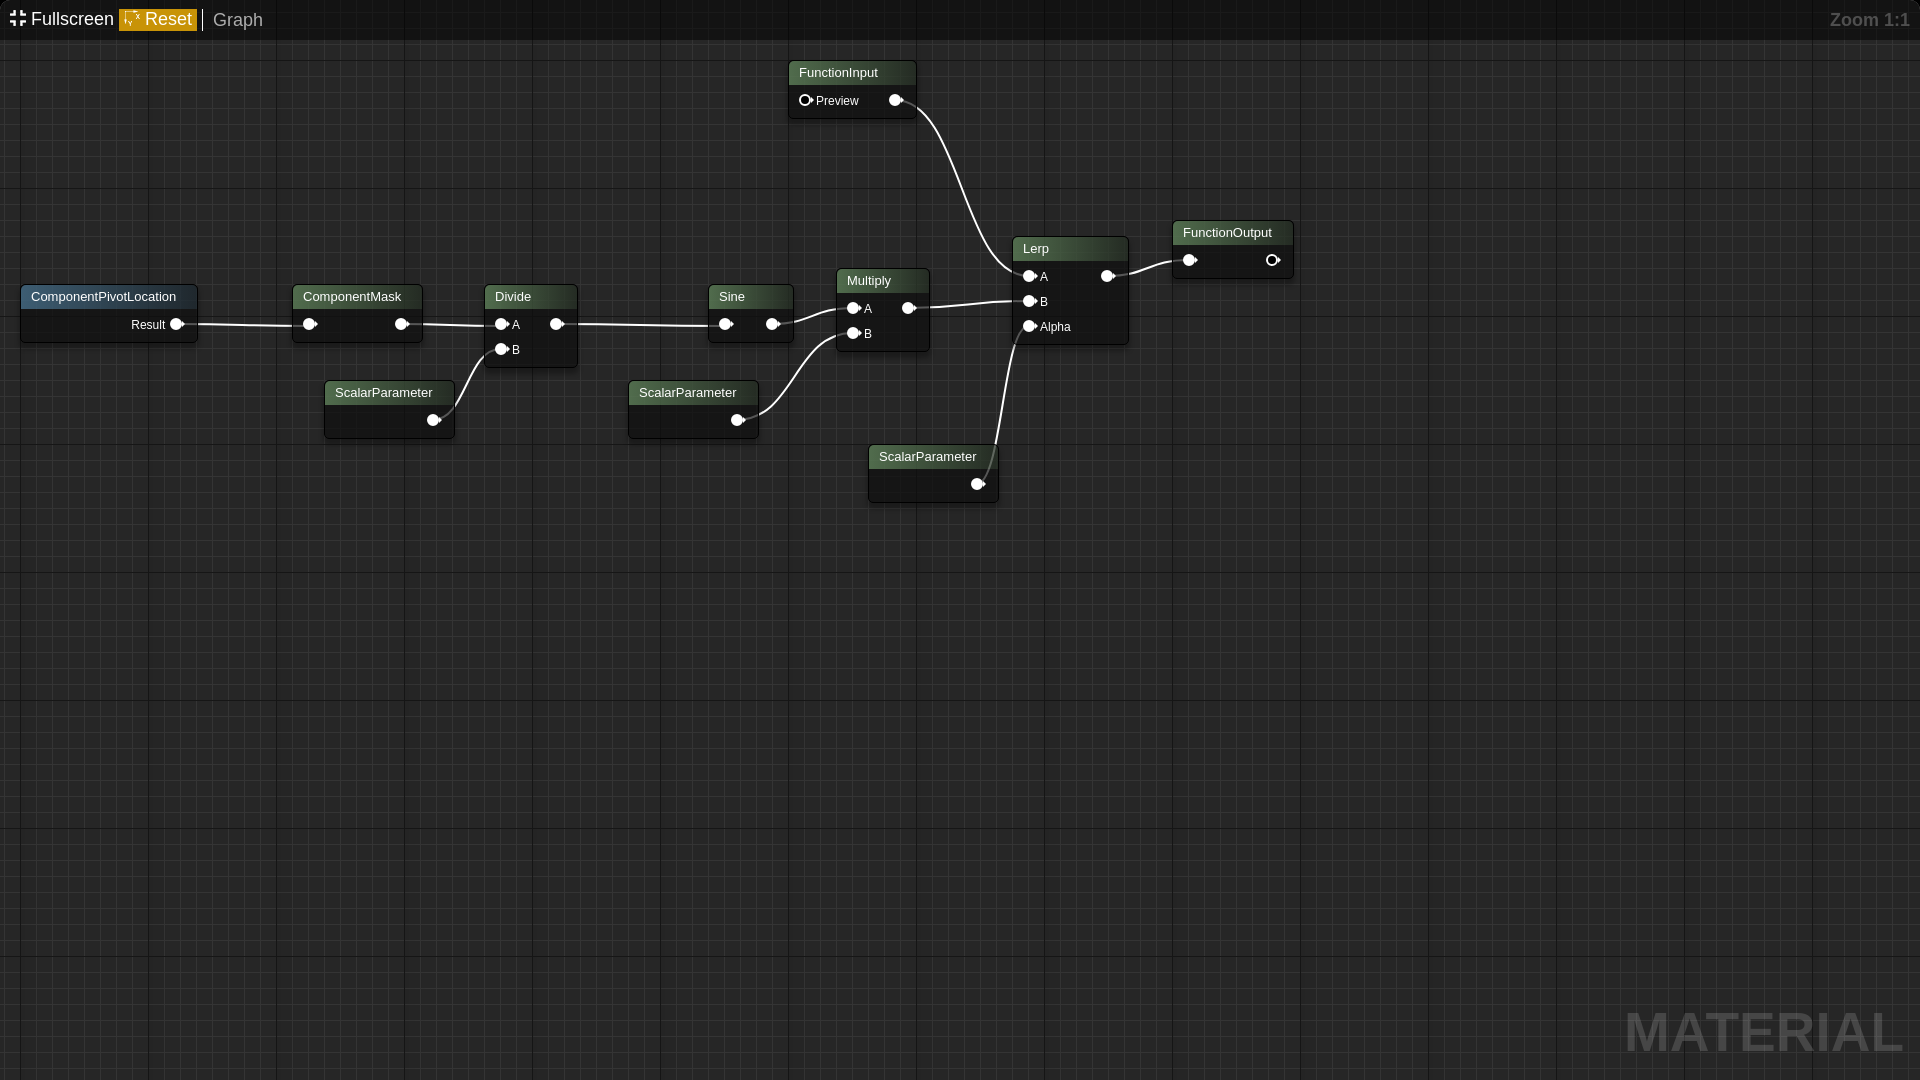 Fullscreen Reset Graph Zoom 1:1
FunctionInput
Preview
FunctionOutput
Lerp
A
B
Alpha
Multiply
A
B
ComponentPivotLocation
Result
ComponentMask
Divide
A
B
Sine
ScalarParameter
ScalarParameter
ScalarParameter
MATERIAL